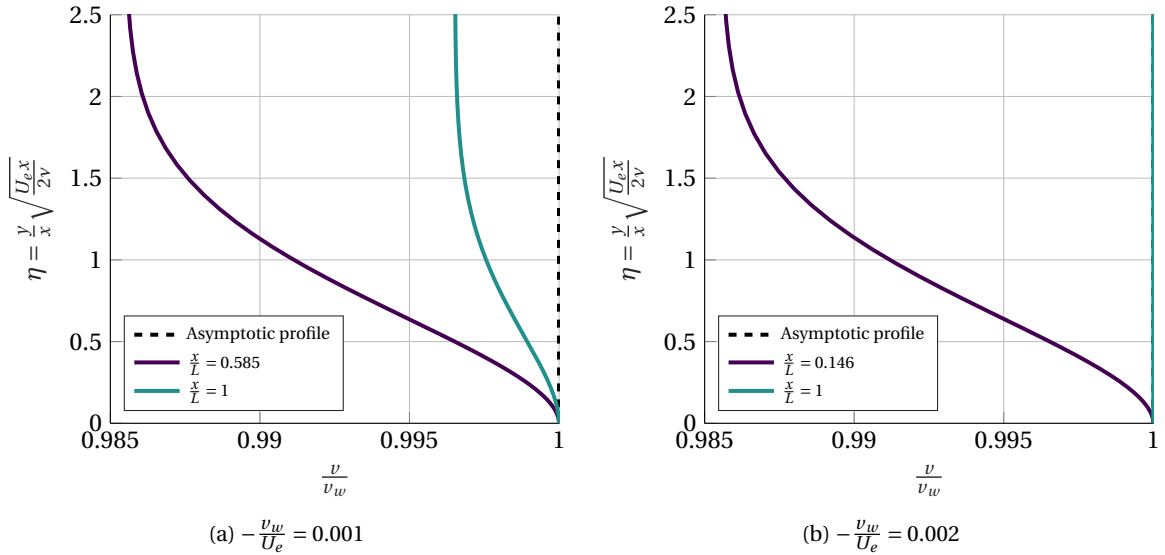 2.5
2
1.5
1
0.5
0
0.985
0.99
0.995
1
η = y/x √(U_e x / 2ν)
Asymptotic profile
x/L = 0.585
x/L = 1
v/v_w
(a) − v_w/U_e = 0.001
2.5
2
1.5
1
0.5
0
0.985
0.99
0.995
1
η = y/x √(U_e x / 2ν)
Asymptotic profile
x/L = 0.146
x/L = 1
v/v_w
(b) − v_w/U_e = 0.002